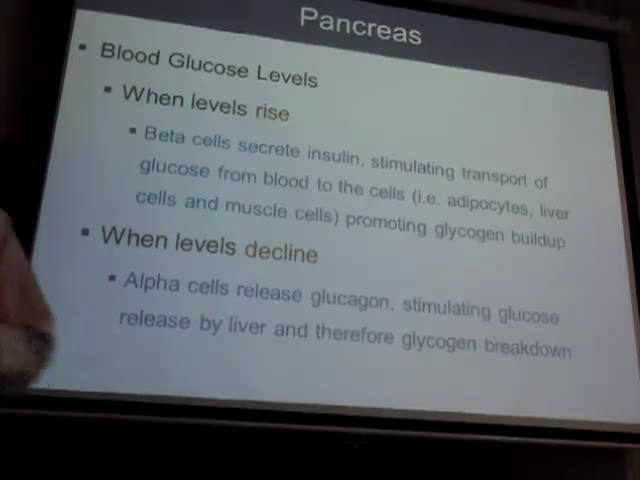 Pancreas
▪ Blood Glucose Levels
▪ When levels rise
▪ Beta cells secrete insulin, stimulating transport of
glucose from blood to the cells (i.e. adipocytes, liver
cells and muscle cells) promoting glycogen buildup
▪ When levels decline
▪ Alpha cells release glucagon, stimulating glucose
release by liver and therefore glycogen breakdown